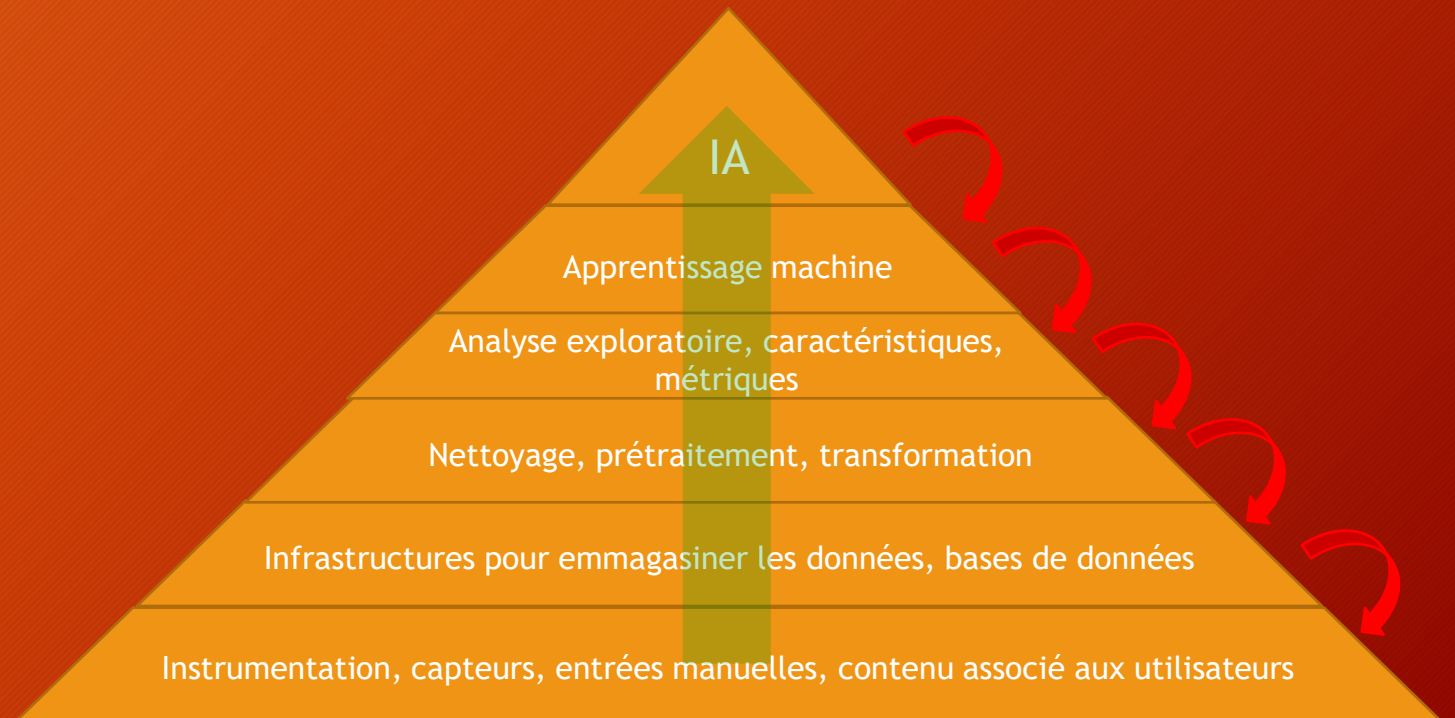 IA
Apprentissage machine
Analyse exploratoire, caractéristiques,
métriques
Nettoyage, prétraitement, transformation
Infrastructures pour emmagasiner les données, bases de données
Instrumentation, capteurs, entrées manuelles, contenu associé aux utilisateurs